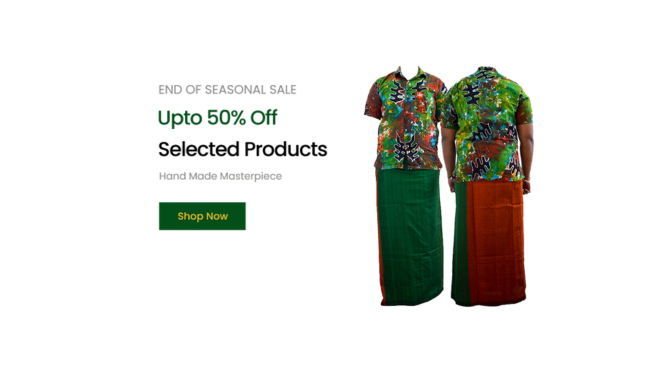 END OF SEASONAL SALE
Upto 50% Off
Selected Products
Hand Made Masterpiece
Shop Now